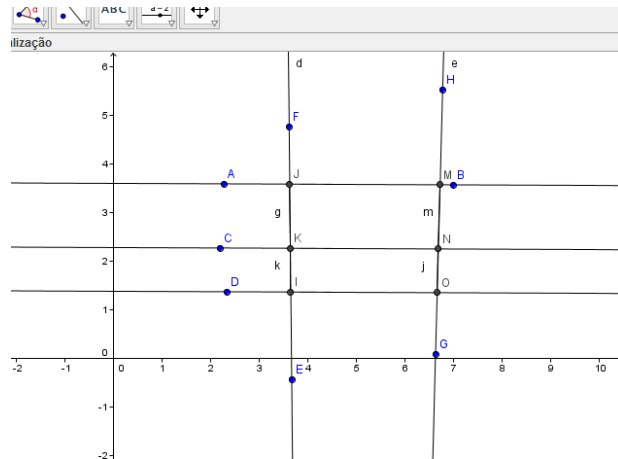 α ABC a=2
lização
d e
6
H
5
F
4
A J M B
3
g m
C K N
2
k j
D I O
1
0
G
-2 -1 0 1 2 3 4 5 6 7 8 9 10
E
-1
-2